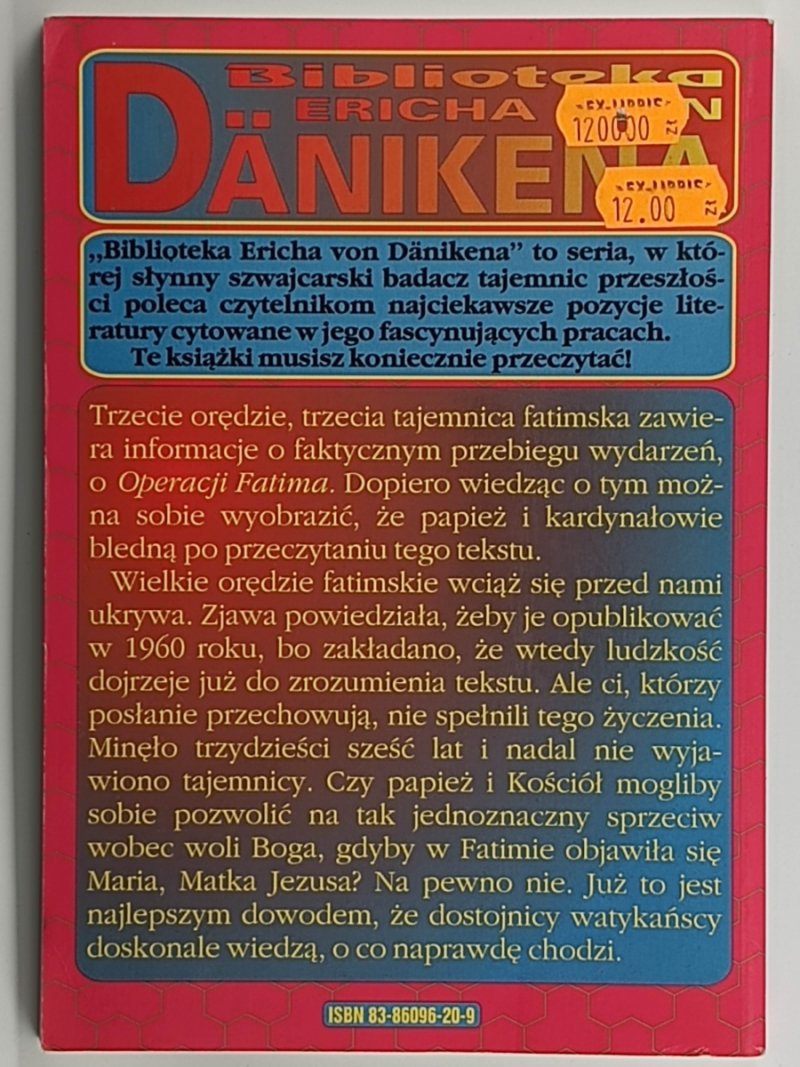 Biblioteka
ERICHA
DÄNIKENA
EX-LIBRIS
120000 ZŁ
EX-LIBRIS
12.00 ZŁ
„Biblioteka Ericha von Dänikena” to seria, w któ-
rej słynny szwajcarski badacz tajemnic przeszłoś-
ci poleca czytelnikom najciekawsze pozycje lite-
ratury cytowane w jego fascynujących pracach.
Te książki musisz koniecznie przeczytać!
Trzecie orędzie, trzecia tajemnica fatimska zawie-
ra informacje o faktycznym przebiegu wydarzeń,
o Operacji Fatima. Dopiero wiedząc o tym moż-
na sobie wyobrazić, że papież i kardynałowie
bledną po przeczytaniu tego tekstu.
Wielkie orędzie fatimskie wciąż się przed nami
ukrywa. Zjawa powiedziała, żeby je opublikować
w 1960 roku, bo zakładano, że wtedy ludzkość
dojrzeje już do zrozumienia tekstu. Ale ci, którzy
posłanie przechowują, nie spełnili tego życzenia.
Minęło trzydzieści sześć lat i nadal nie wyja-
wiono tajemnicy. Czy papież i Kościół mogliby
sobie pozwolić na tak jednoznaczny sprzeciw
wobec woli Boga, gdyby w Fatimie objawiła się
Maria, Matka Jezusa? Na pewno nie. Już to jest
najlepszym dowodem, że dostojnicy watykańscy
doskonale wiedzą, o co naprawdę chodzi.
ISBN 83-86096-20-9